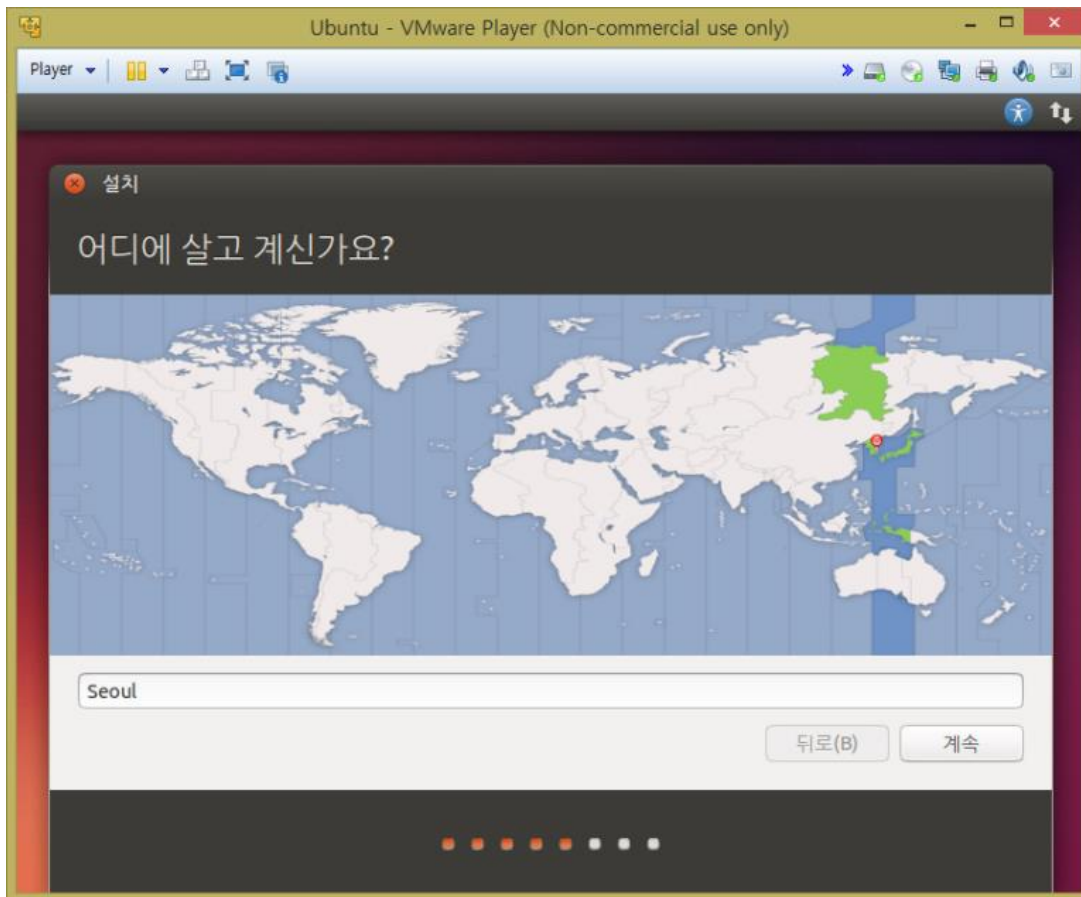 Ubuntu - VMware Player (Non-commercial use only)
Player
설치
어디에 살고 계신가요?
Seoul
뒤로(B)
계속